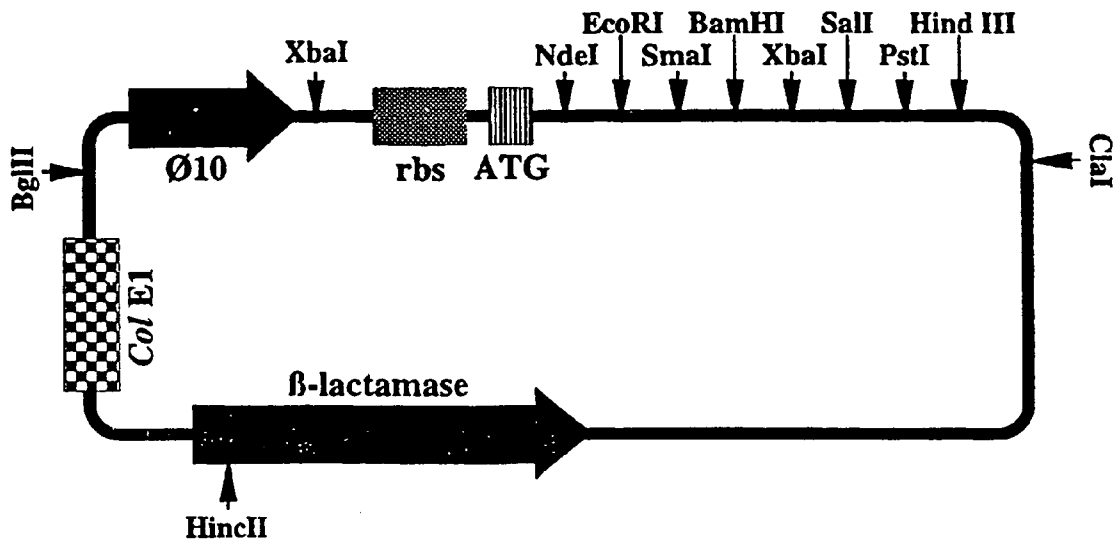 EcoRI BamHI SalI Hind III
XbaI NdeI SmaI XbaI PstI
BglII
Ø10 rbs ATG
ClaI
Col E1
ß-lactamase
HincII